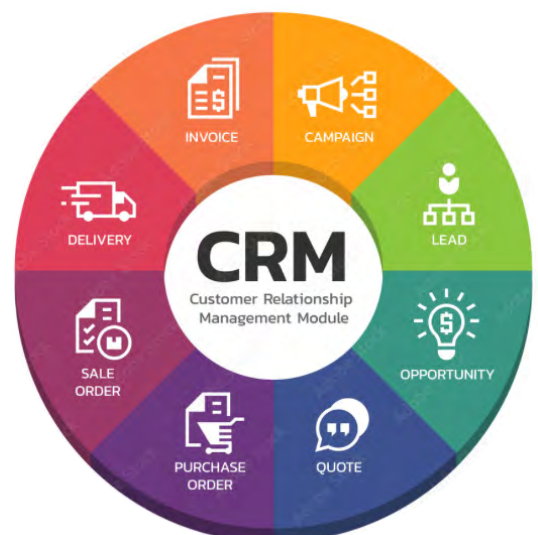 CRM
Customer Relationship
Management Module
CAMPAIGN
LEAD
OPPORTUNITY
QUOTE
PURCHASE
ORDER
SALE
ORDER
DELIVERY
INVOICE